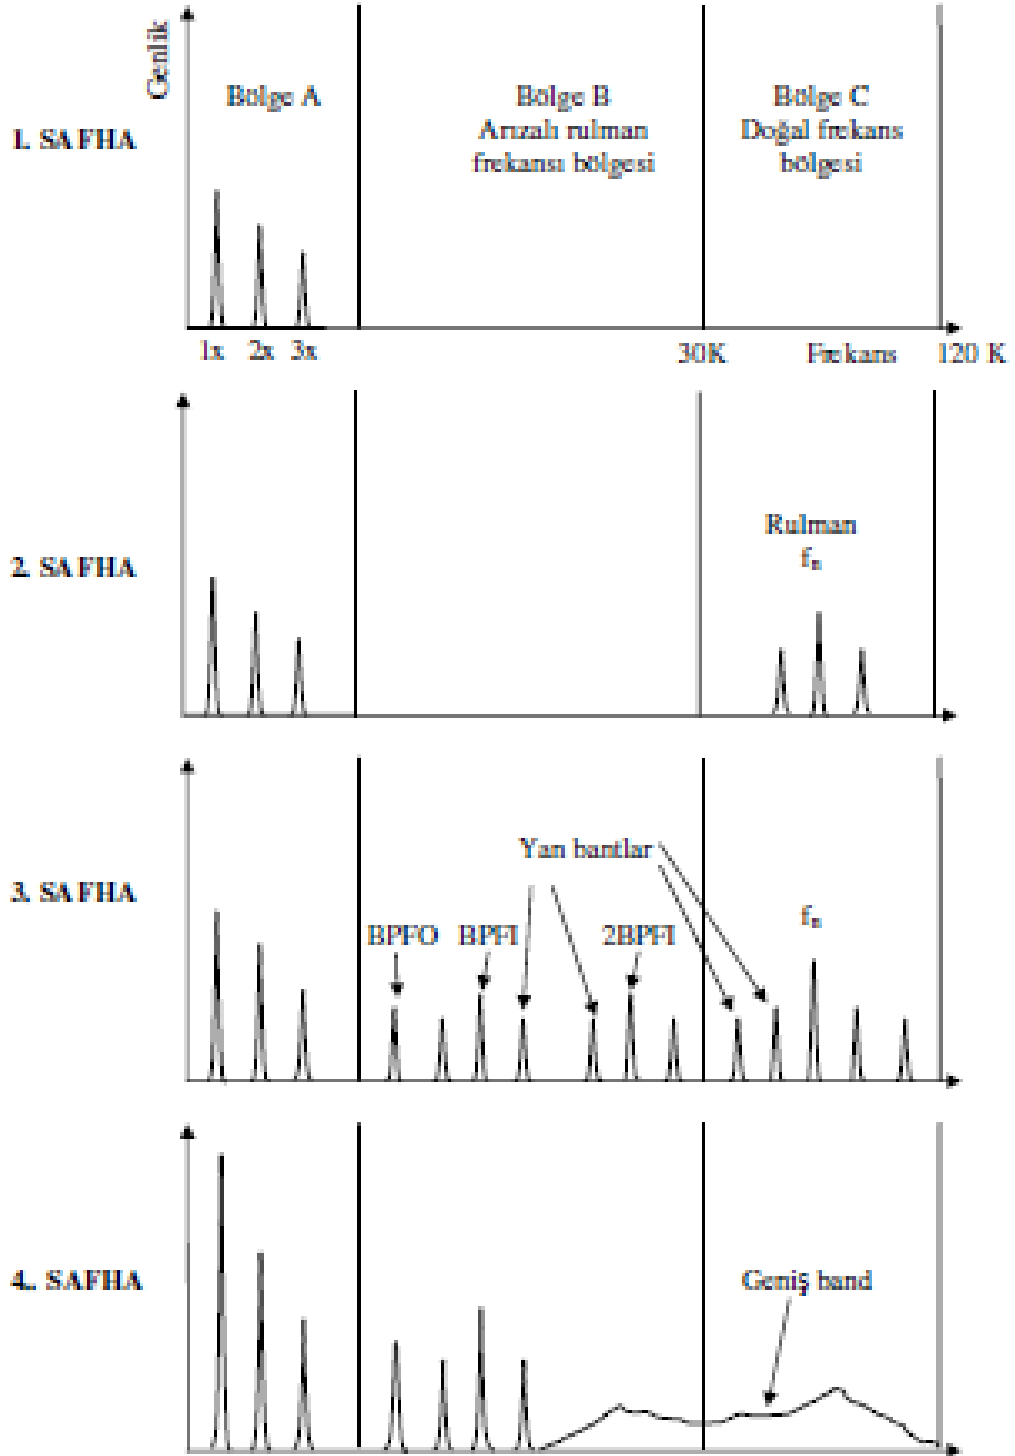 Genlik
Bölge A
Bölge B
Arızalı rulman
frekansı bölgesi
Bölge C
Doğal frekans
bölgesi
1. SAFHA
1x 2x 3x
30K
Frekans
120 K
2. SAFHA
Rulman
fn
3. SAFHA
Yan bantlar
BPFO
BPFI
2BPFI
fn
4.. SAFHA
Geniş band